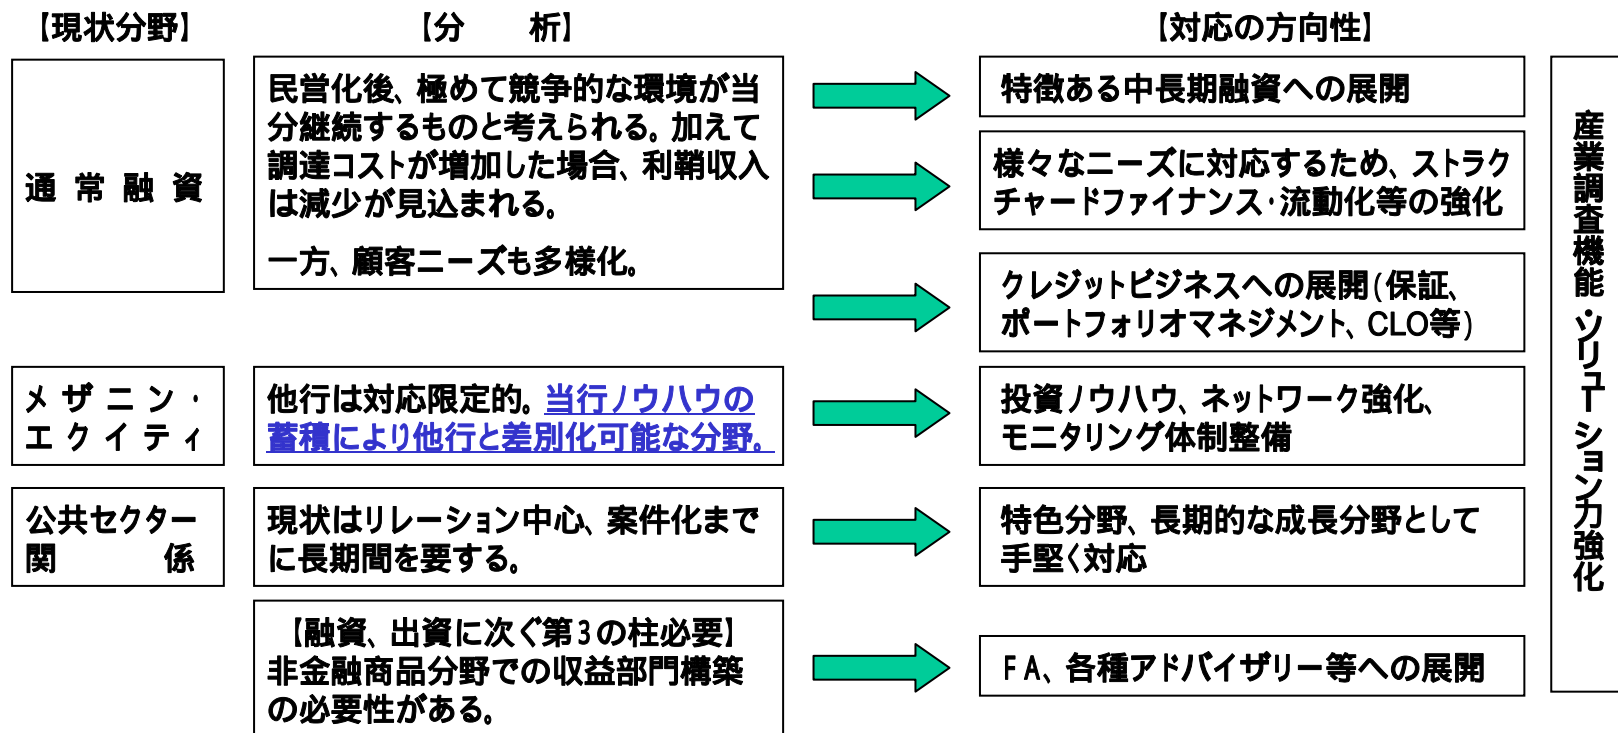 【現状分野】
【分 析】
【対応の方向性】
通 常 融 資
民営化後、極めて競争的な環境が当
分継続するものと考えられる。加えて
調達コストが増加した場合、利鞘収入
は減少が見込まれる。
一方、顧客ニーズも多様化。
特徴ある中長期融資への展開
様々なニーズに対応するため、ストラク
チャードファイナンス・流動化等の強化
クレジットビジネスへの展開(保証、
ポートフォリオマネジメント、CLO等)
メ ザ ニ ン ・
エ ク イ テ ィ
他行は対応限定的。当行ノウハウの
蓄積により他行と差別化可能な分野。
投資ノウハウ、ネットワーク強化、
モニタリング体制整備
公共セクター
関 係
現状はリレーション中心、案件化まで
に長期間を要する。
特色分野、長期的な成長分野として
手堅く対応
【融資、出資に次ぐ第3の柱必要】
非金融商品分野での収益部門構築
の必要性がある。
FA、各種アドバイザリー等への展開
産業調査機能・ソリューション力強化